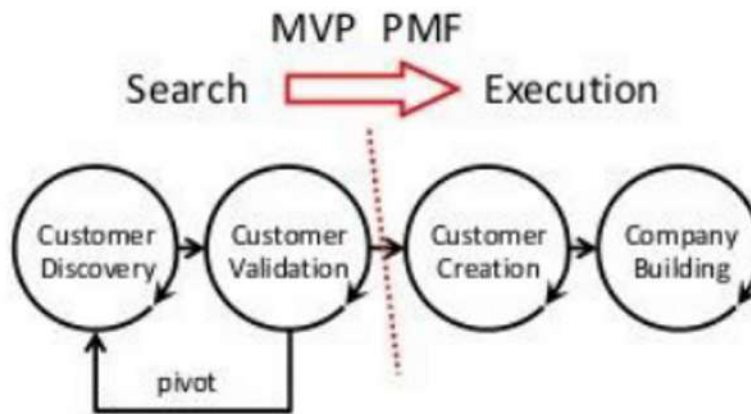 MVP PMF
Search Execution
Customer Discovery
Customer Validation
Customer Creation
Company Building
pivot